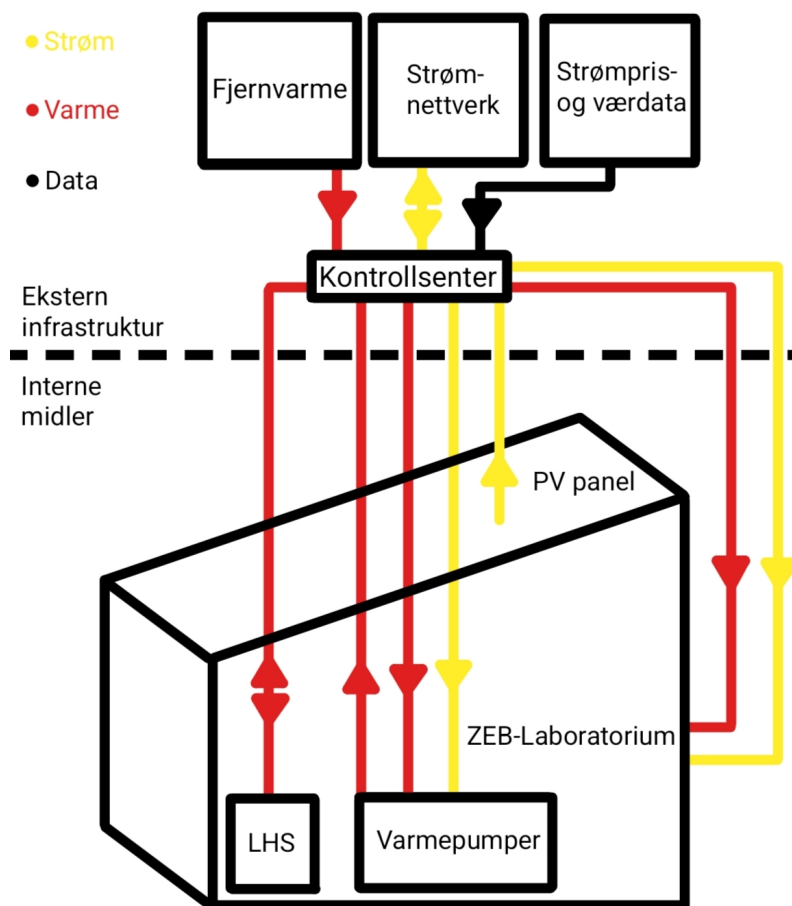 Strøm
Varme
Data
Fjernvarme
Strøm-
nettverk
Strømpris-
og værdata
Kontrollsenter
Ekstern
infrastruktur
Interne
midler
PV panel
ZEB-Laboratorium
LHS
Varmepumper